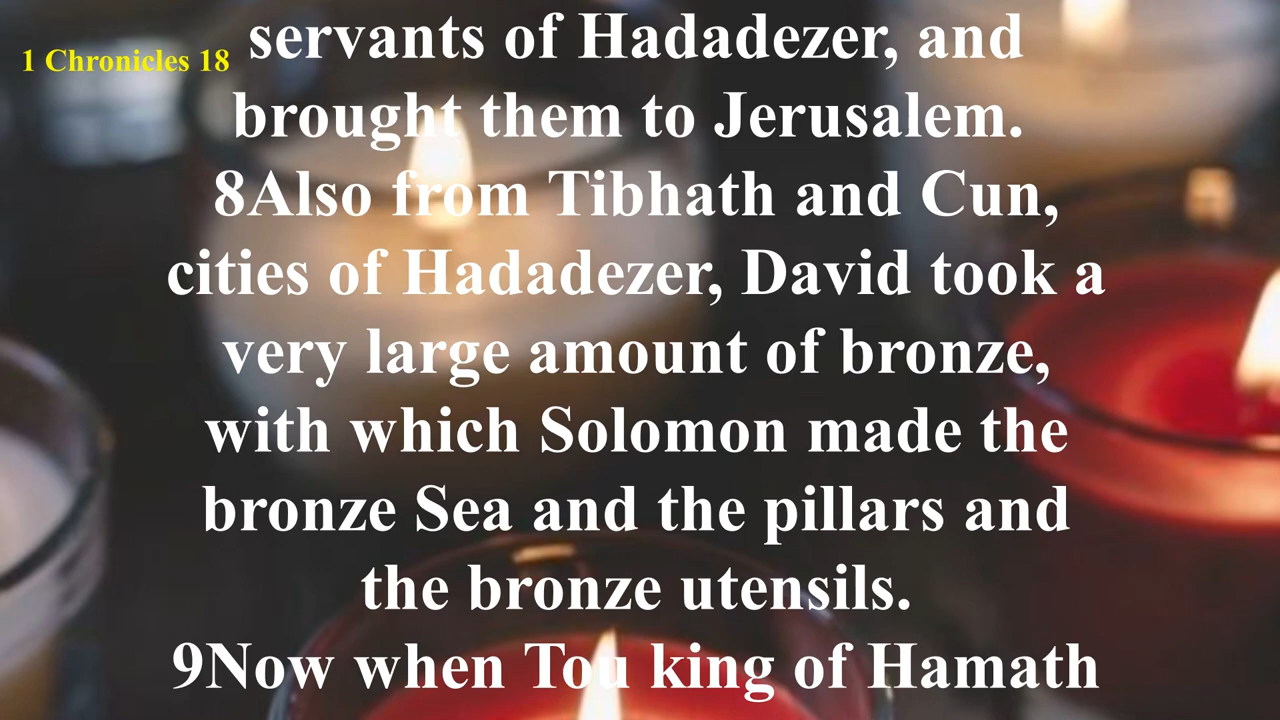 1 Chronicles 18
servants of Hadadezer, and
brought them to Jerusalem.
8Also from Tibhath and Cun,
cities of Hadadezer, David took a
very large amount of bronze,
with which Solomon made the
bronze Sea and the pillars and
the bronze utensils.
9Now when Tou king of Hamath